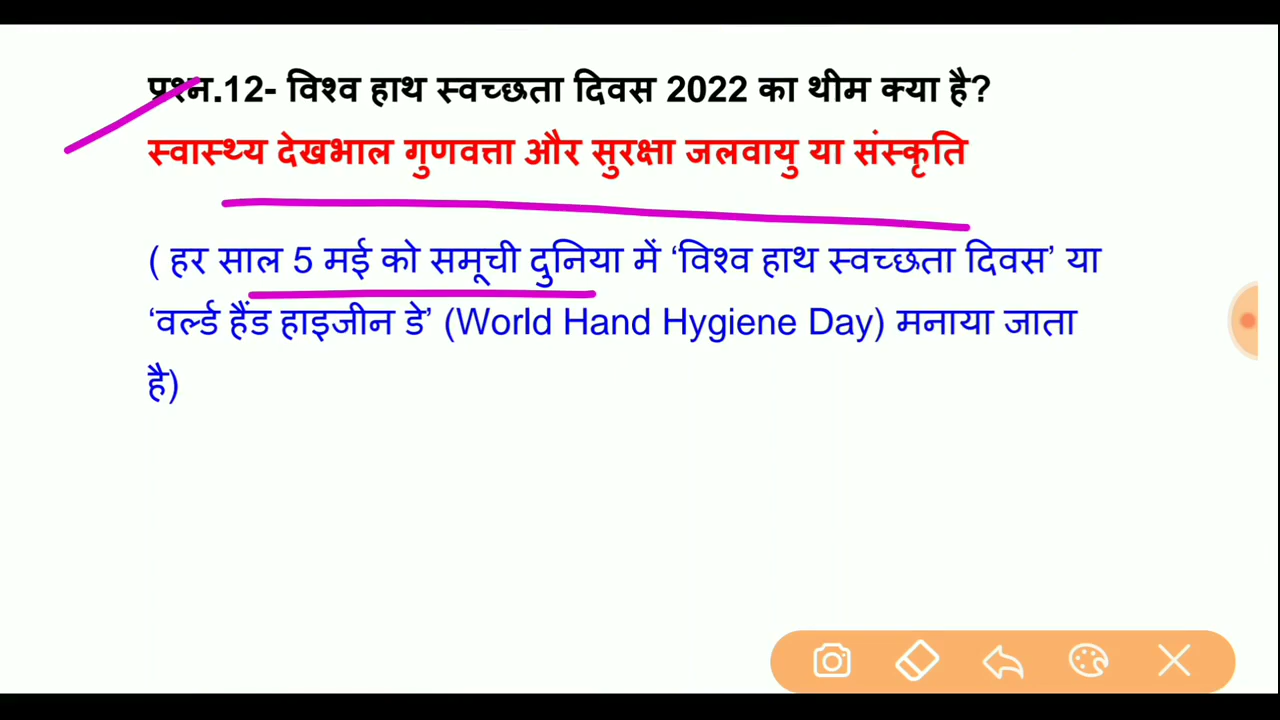 प्रश्न.12- विश्व हाथ स्वच्छता दिवस 2022 का थीम क्या है?
स्वास्थ्य देखभाल गुणवत्ता और सुरक्षा जलवायु या संस्कृति
( हर साल 5 मई को समूची दुनिया में ‘विश्व हाथ स्वच्छता दिवस’ या
‘वर्ल्ड हैंड हाइजीन डे’ (World Hand Hygiene Day) मनाया जाता
है)